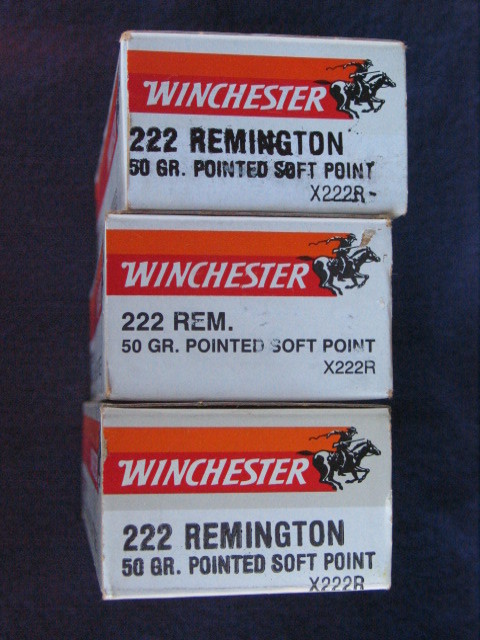 WINCHESTER
222 REMINGTON
50 GR. POINTED SOFT POINT
X222R
WINCHESTER
222 REM.
50 GR. POINTED SOFT POINT
X222R
WINCHESTER
222 REMINGTON
50 GR. POINTED SOFT POINT
X222R